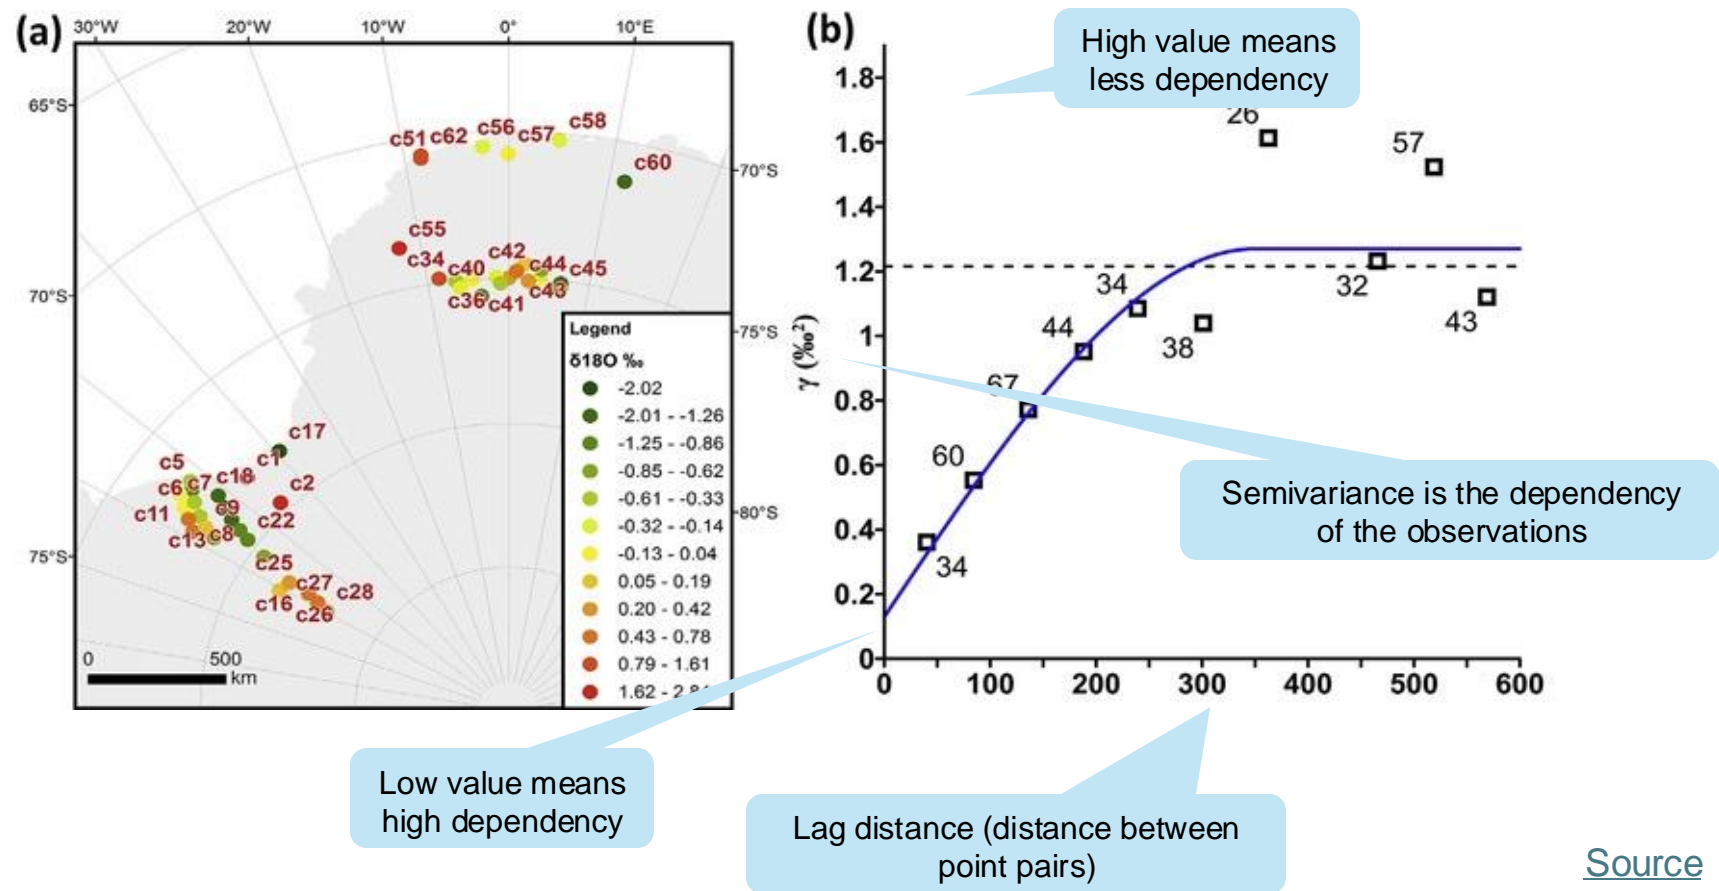 (a)
30°W 20°W 10°W 0° 10°E
65°S
70°S
75°S
70°S
75°S
80°S
c51 c62 c56 c57 c58
c60
c55
c34 c40 c42 c44 c45
c36 c41 c43
c17
c5 c1
c6 c7 c18 c2
c11 c9
c13 c8 c22
c25
c16 c27 c28
c26
0 500
km
Legend
δ18O ‰
-2.02
-2.01 - -1.26
-1.25 - -0.86
-0.85 - -0.62
-0.61 - -0.33
-0.32 - -0.14
-0.13 - 0.04
0.05 - 0.19
0.20 - 0.42
0.43 - 0.78
0.79 - 1.61
1.62 -
(b)
High value means
less dependency
1.8
1.6
1.4
1.2
1
0.8
0.6
0.4
0.2
0
γ (‰²)
26
57
34
32
43
44
38
67
60
34
0 100 200 300 400 500 600
Semivariance is the dependency
of the observations
Low value means
high dependency
Lag distance (distance between
point pairs)
Source